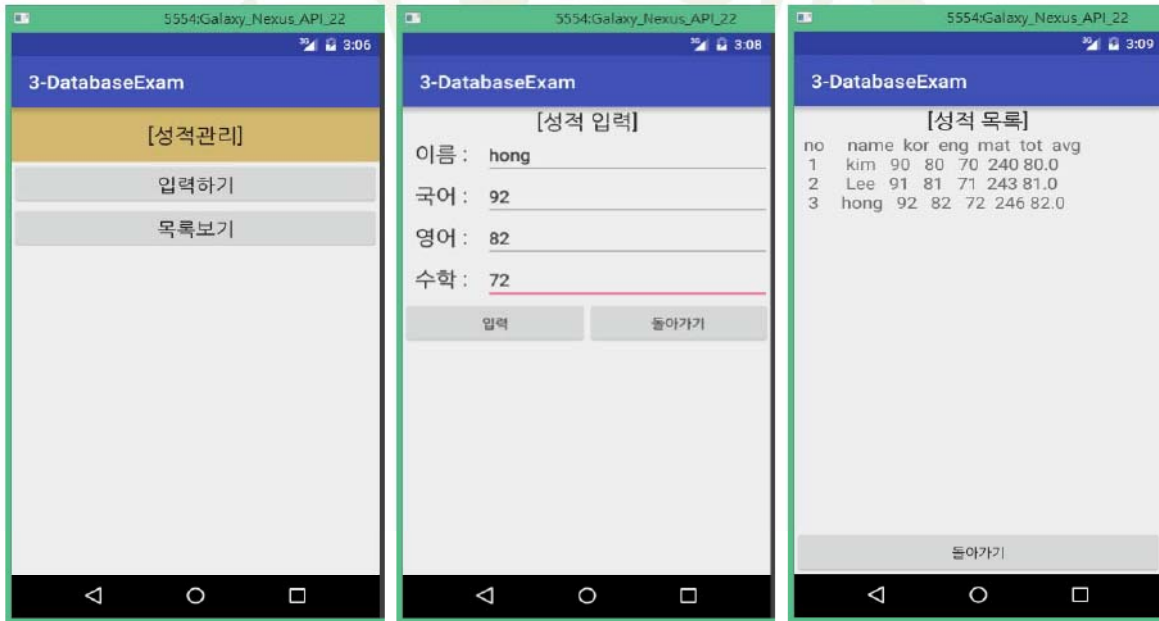 5554:Galaxy_Nexus_API_22
3G 3:06
3-DatabaseExam
[성적관리]
입력하기
목록보기
5554:Galaxy_Nexus_API_22
3G 3:08
3-DatabaseExam
[성적 입력]
이름 : hong
국어 : 92
영어 : 82
수학 : 72
입력 돌아가기
5554:Galaxy_Nexus_API_22
3G 3:09
3-DatabaseExam
[성적 목록]
no name kor eng mat tot avg
1 kim 90 80 70 240 80.0
2 Lee 91 81 71 243 81.0
3 hong 92 82 72 246 82.0
돌아가기